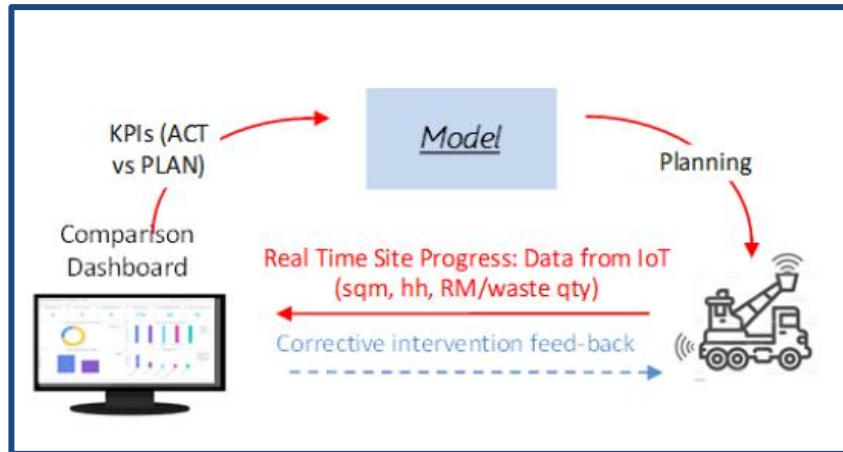 KPIs (ACT
vs PLAN)
Model
Planning
Comparison
Dashboard
Real Time Site Progress: Data from IoT
(sqm, hh, RM/waste qty)
Corrective intervention feed-back